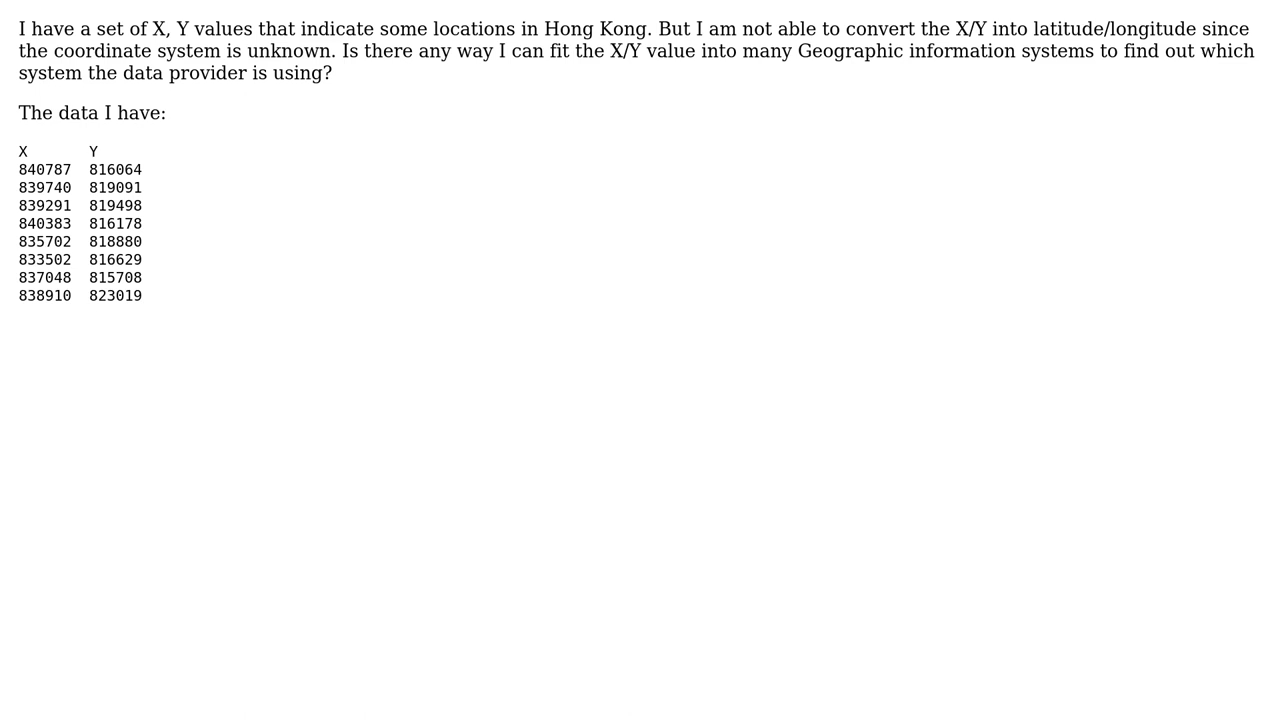 I have a set of X, Y values that indicate some locations in Hong Kong. But I am not able to convert the X/Y into latitude/longitude since
the coordinate system is unknown. Is there any way I can fit the X/Y value into many Geographic information systems to find out which
system the data provider is using?
The data I have:
X Y
840787 816064
839740 819091
839291 819498
840383 816178
835702 818880
833502 816629
837048 815708
838910 823019